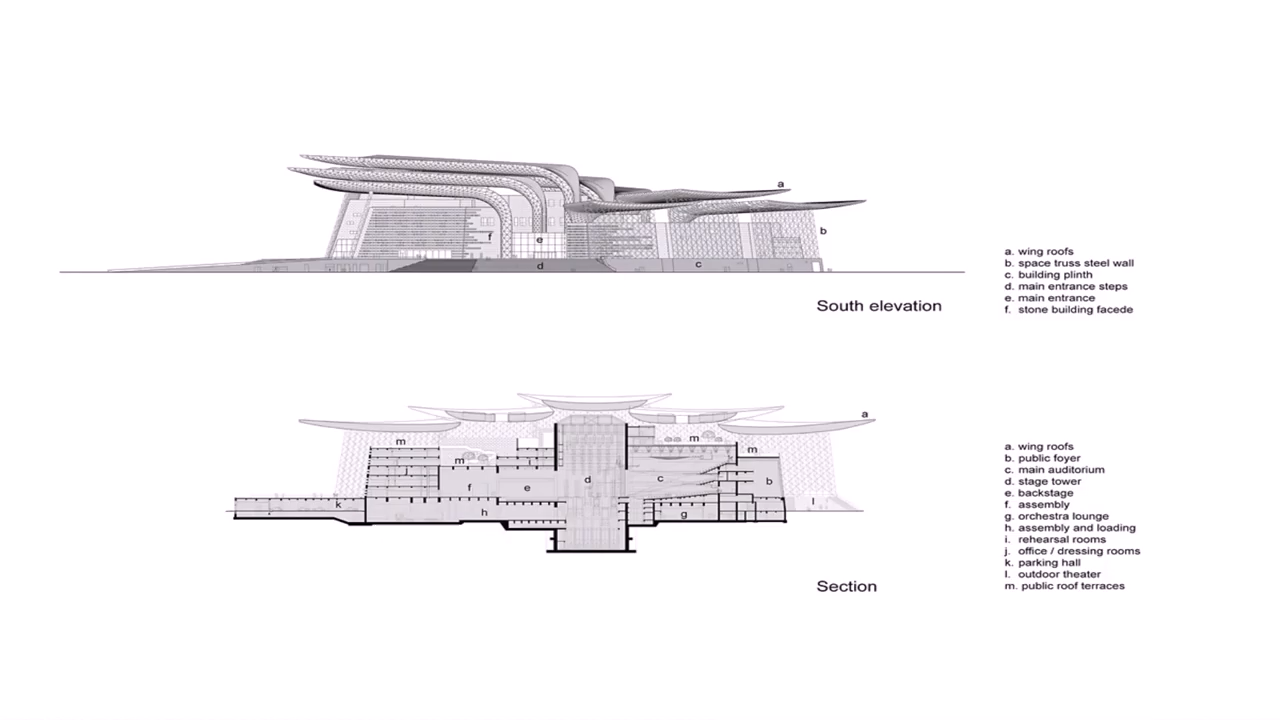 a
b
f
e
d
c
South elevation
a. wing roofs
b. space truss steel wall
c. building plinth
d. main entrance steps
e. main entrance
f. stone building facede
a
m
m
m
m
j
i
f
e
d
c
b
k
h
g
l
Section
a. wing roofs
b. public foyer
c. main auditorium
d. stage tower
e. backstage
f. assembly
g. orchestra lounge
h. assembly and loading
i. rehearsal rooms
j. office / dressing rooms
k. parking hall
l. outdoor theater
m. public roof terraces